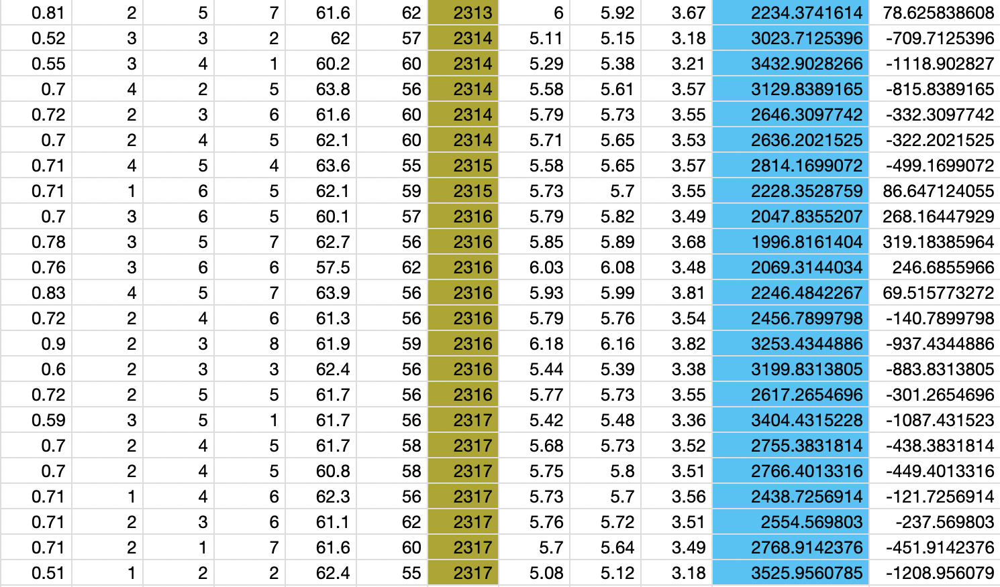 0.81 2 5 7 61.6 62 2313 6 5.92 3.67 2234.3741614 78.625838608
0.52 3 3 2 62 57 2314 5.11 5.15 3.18 3023.7125396 -709.7125396
0.55 3 4 1 60.2 60 2314 5.29 5.38 3.21 3432.9028266 -1118.902827
0.7 4 2 5 63.8 56 2314 5.58 5.61 3.57 3129.8389165 -815.8389165
0.72 2 3 6 61.6 60 2314 5.79 5.73 3.55 2646.3097742 -332.3097742
0.7 2 4 5 62.1 60 2314 5.71 5.65 3.53 2636.2021525 -322.2021525
0.71 4 5 4 63.6 55 2315 5.58 5.65 3.57 2814.1699072 -499.1699072
0.71 1 6 5 62.1 59 2315 5.73 5.7 3.55 2228.3528759 86.647124055
0.7 3 6 5 60.1 57 2316 5.79 5.82 3.49 2047.8355207 268.16447929
0.78 3 5 7 62.7 56 2316 5.85 5.89 3.68 1996.8161404 319.18385964
0.76 3 6 6 57.5 62 2316 6.03 6.08 3.48 2069.3144034 246.6855966
0.83 4 5 7 63.9 56 2316 5.93 5.99 3.81 2246.4842267 69.515773272
0.72 2 4 6 61.3 56 2316 5.79 5.76 3.54 2456.7899798 -140.7899798
0.9 2 3 8 61.9 59 2316 6.18 6.16 3.82 3253.4344886 -937.4344886
0.6 2 3 3 62.4 56 2316 5.44 5.39 3.38 3199.8313805 -883.8313805
0.72 2 5 5 61.7 56 2316 5.77 5.73 3.55 2617.2654696 -301.2654696
0.59 3 5 1 61.7 56 2317 5.42 5.48 3.36 3404.4315228 -1087.431523
0.7 2 4 5 61.7 58 2317 5.68 5.73 3.52 2755.3831814 -438.3831814
0.7 2 4 5 60.8 58 2317 5.75 5.8 3.51 2766.4013316 -449.4013316
0.71 1 4 6 62.3 56 2317 5.73 5.7 3.56 2438.7256914 -121.7256914
0.71 2 3 6 61.1 62 2317 5.76 5.72 3.51 2554.569803 -237.569803
0.71 2 1 7 61.6 60 2317 5.7 5.64 3.49 2768.9142376 -451.9142376
0.51 1 2 2 62.4 55 2317 5.08 5.12 3.18 3525.9560785 -1208.956079